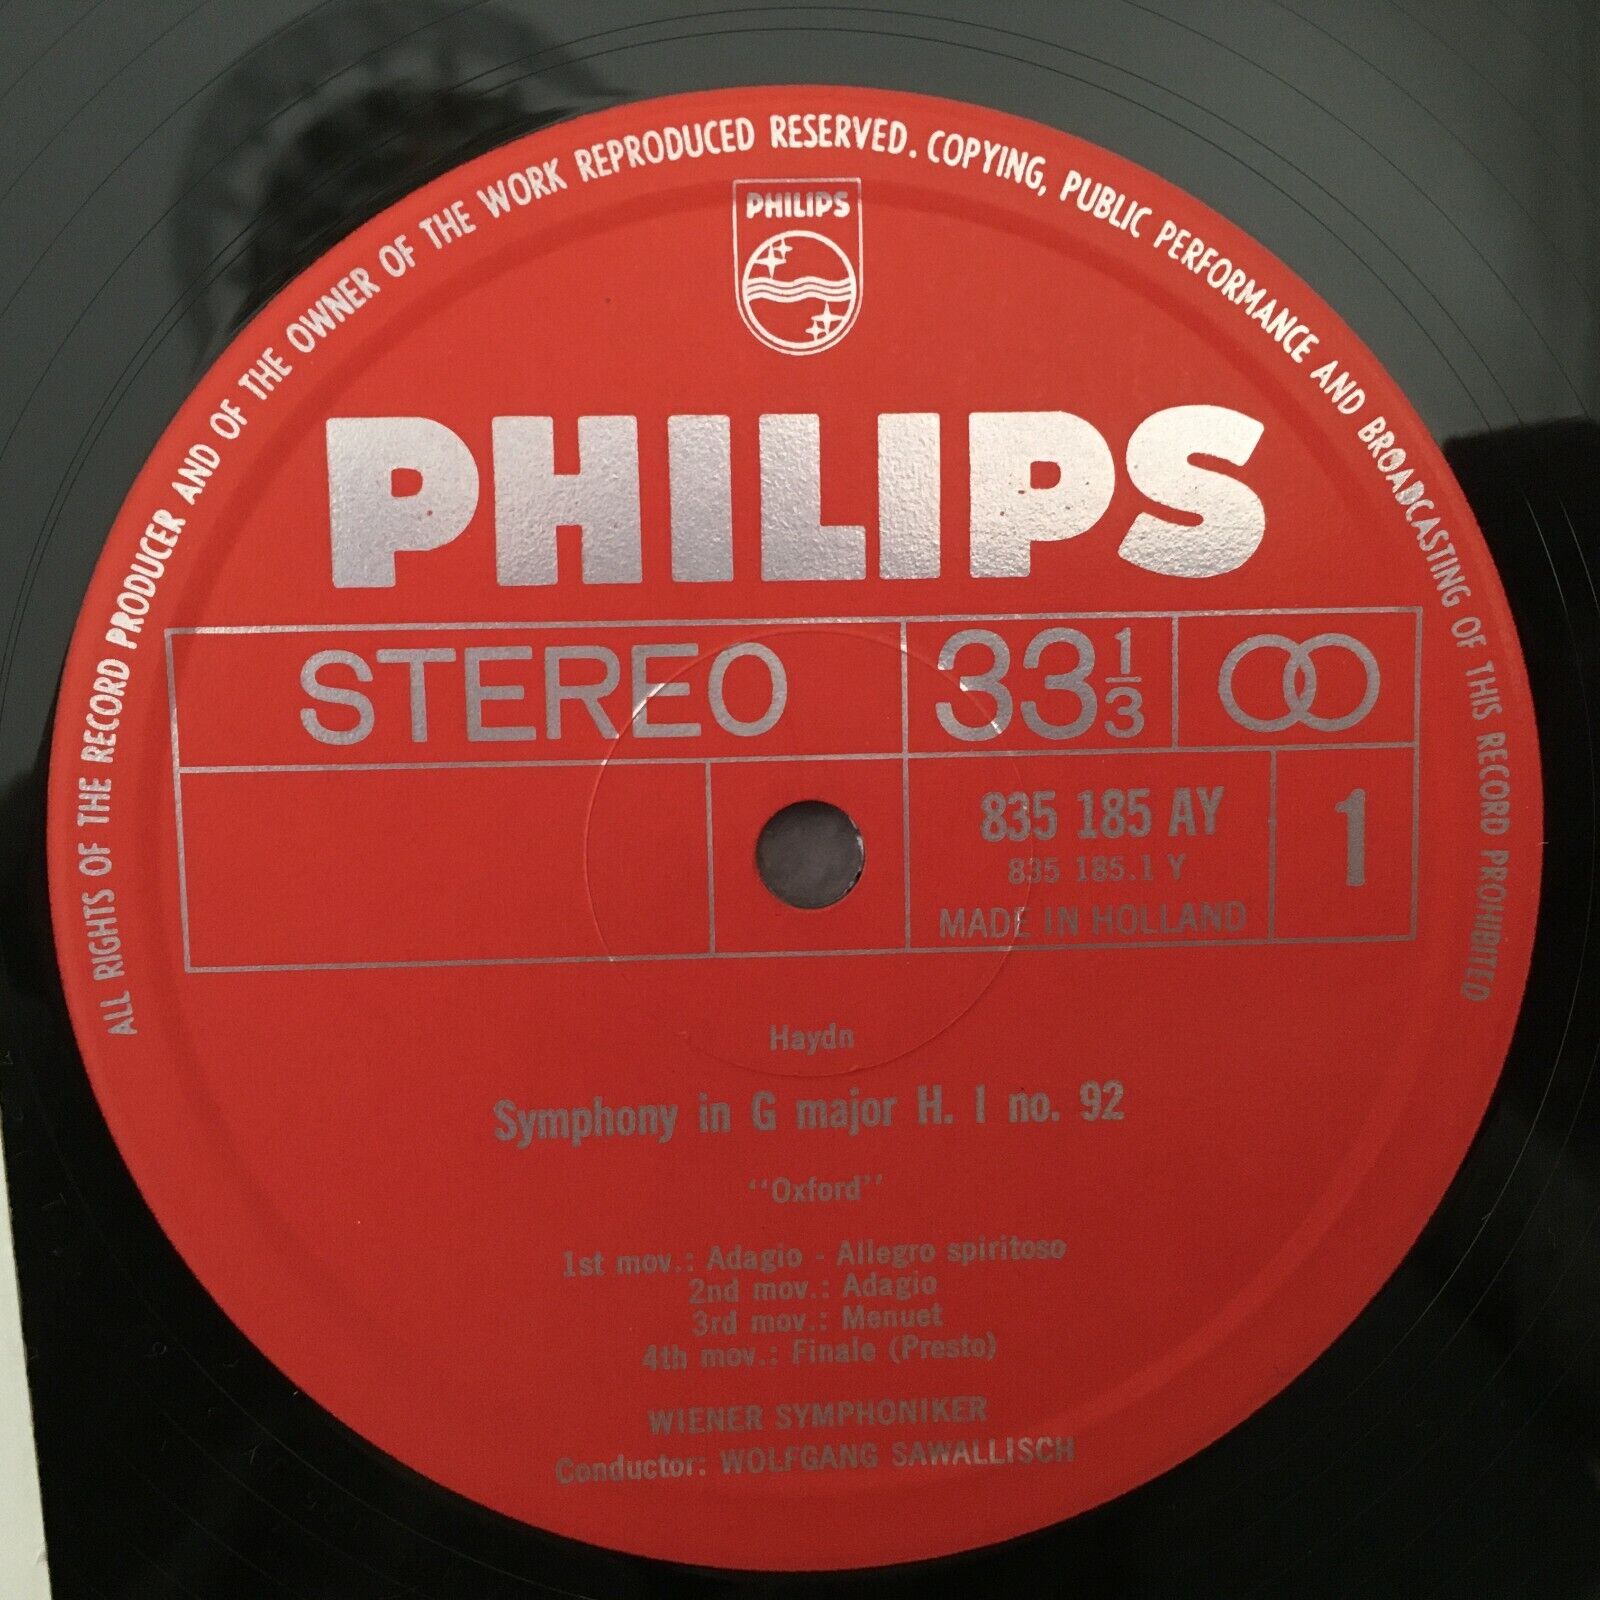 ALL RIGHTS OF THE RECORD PRODUCER AND OF THE OWNER OF THE WORK REPRODUCED RESERVED. COPYING, PUBLIC PERFORMANCE AND BROADCASTING OF THIS RECORD PROHIBITED
PHILIPS
PHILIPS
STEREO 33 1/3
835 185 AY 1
835 185.1 Y
MADE IN HOLLAND
Haydn
Symphony in G major H. I no. 92
"Oxford"
1st mov.: Adagio - Allegro spiritoso
2nd mov.: Adagio
3rd mov.: Menuet
4th mov.: Finale (Presto)
WIENER SYMPHONIKER
Conductor: WOLFGANG SAWALLISCH